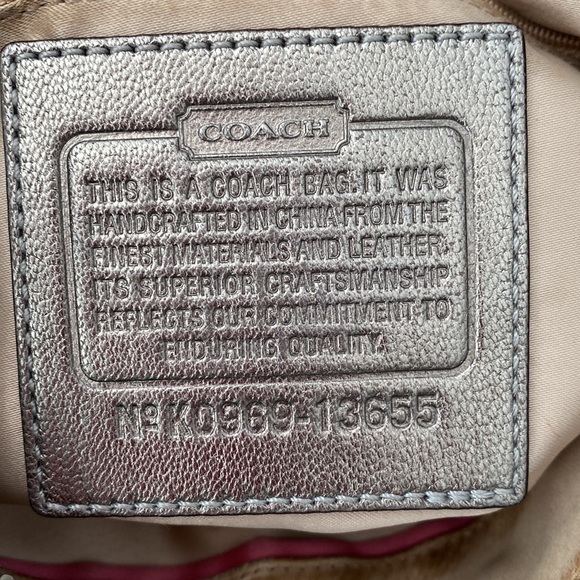 COACH
THIS IS A COACH BAG. IT WAS
HANDCRAFTED IN CHINA FROM THE
FINEST MATERIALS AND LEATHER.
ITS SUPERIOR CRAFTSMANSHIP
REFLECTS OUR COMMITMENT TO
ENDURING QUALITY.
Nº K0969-13655